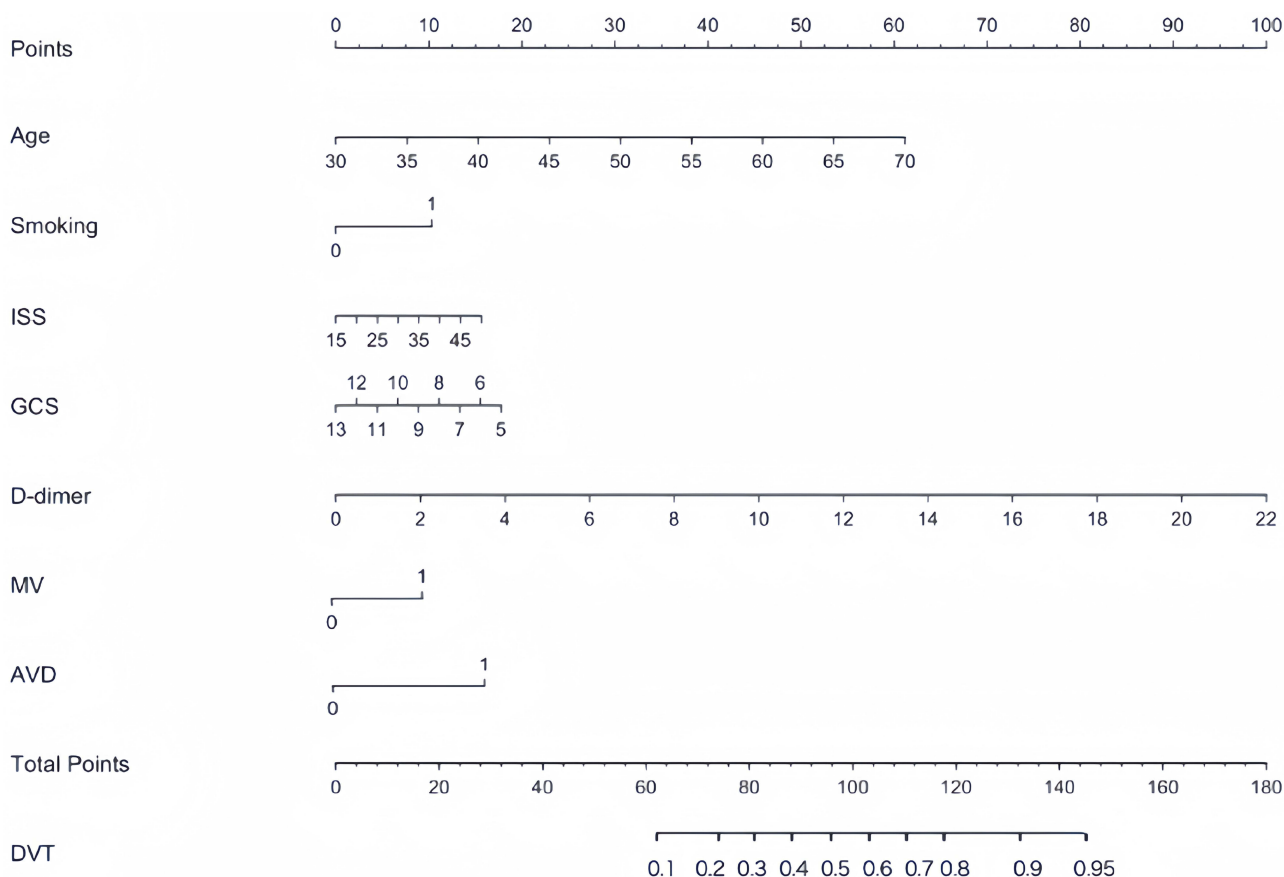 0 10 20 30 40 50 60 70 80 90 100
Points
Age
30 35 40 45 50 55 60 65 70
1
Smoking
0
ISS
15 25 35 45
12 10 8 6
GCS
13 11 9 7 5
D-dimer
0 2 4 6 8 10 12 14 16 18 20 22
1
MV
0
1
AVD
0
Total Points
0 20 40 60 80 100 120 140 160 180
DVT
0.1 0.2 0.3 0.4 0.5 0.6 0.7 0.8 0.9 0.95